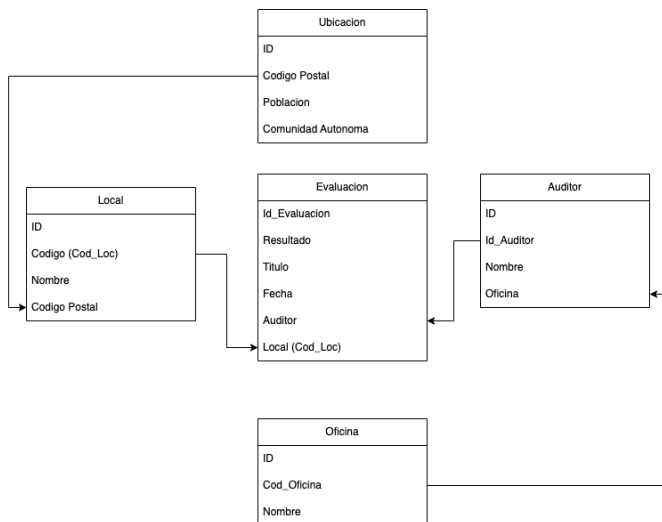 Ubicacion
ID
Codigo Postal
Poblacion
Comunidad Autonoma
Local
ID
Codigo (Cod_Loc)
Nombre
Codigo Postal
Evaluacion
Id_Evaluacion
Resultado
Titulo
Fecha
Auditor
Local (Cod_Loc)
Auditor
ID
Id_Auditor
Nombre
Oficina
Oficina
ID
Cod_Oficina
Nombre